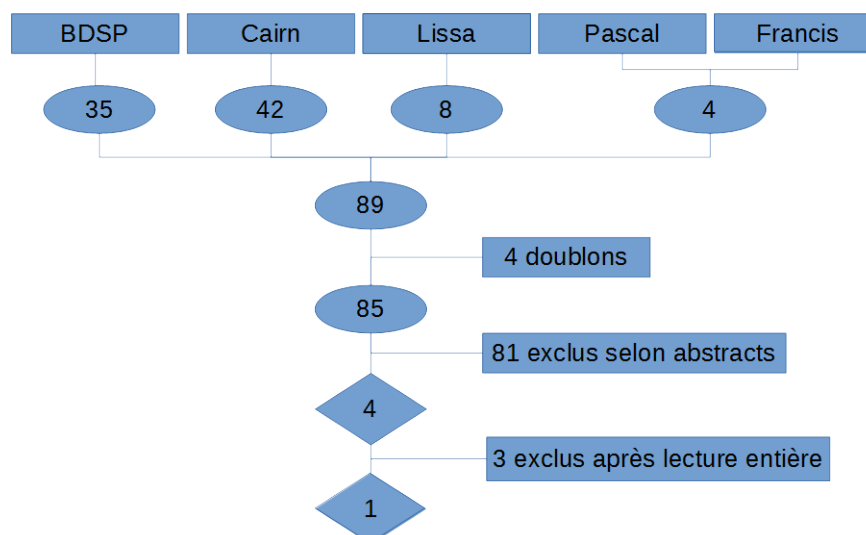 BDSP
Cairn
Lissa
Pascal
Francis
35
42
8
4
89
4 doublons
85
81 exclus selon abstracts
4
3 exclus après lecture entière
1